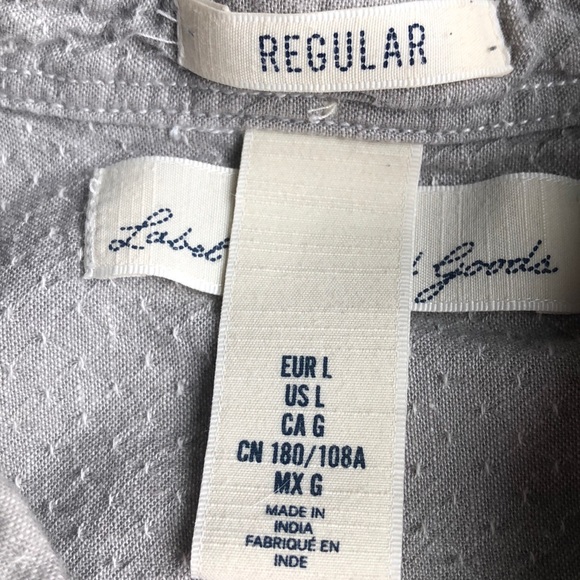 REGULAR
Label Goods
EUR L
US L
CA G
CN 180/108A
MX G
MADE IN
INDIA
FABRIQUÉ EN
INDE